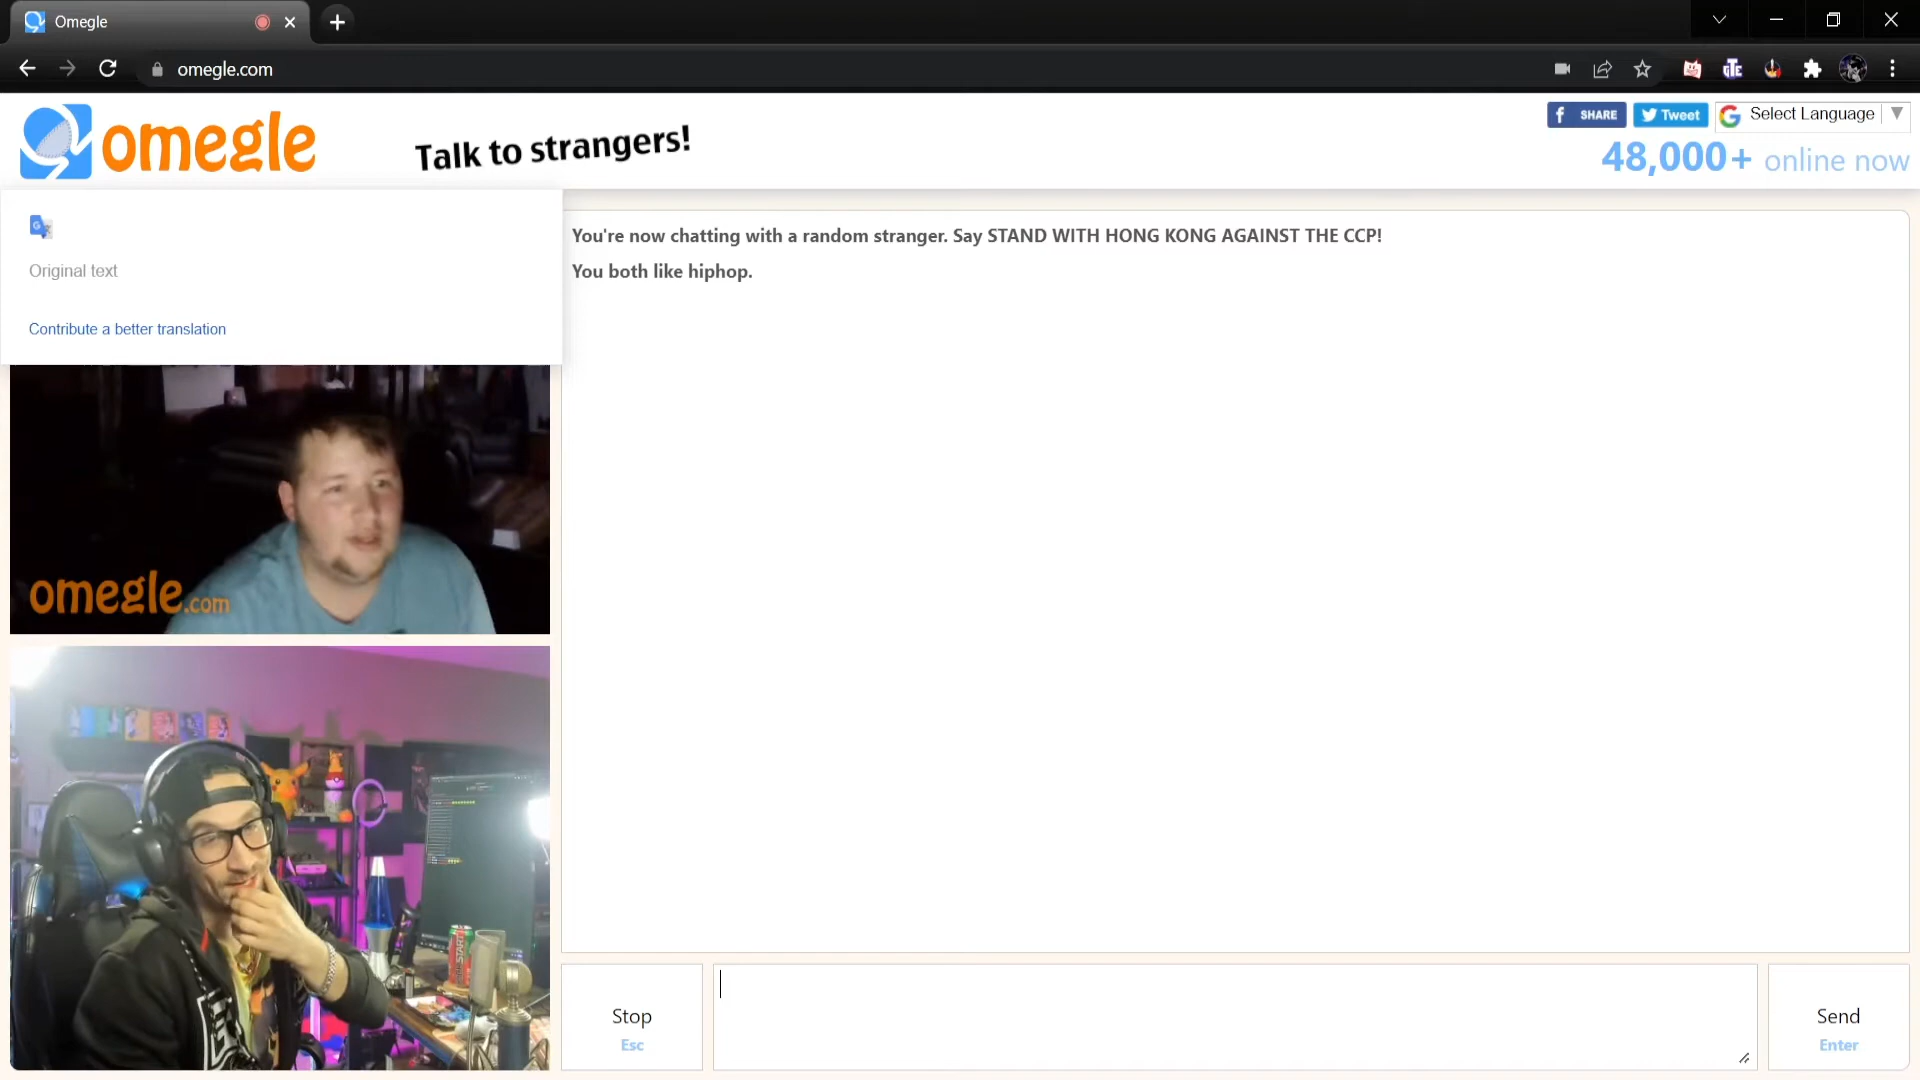 Omegle
omegle.com
omegle
Talk to strangers!
SHARE
Tweet
Select Language
48,000+ online now
Original text
Contribute a better translation
You're now chatting with a random stranger. Say STAND WITH HONG KONG AGAINST THE CCP!
You both like hiphop.
omegle.com
Stop
Esc
Send
Enter